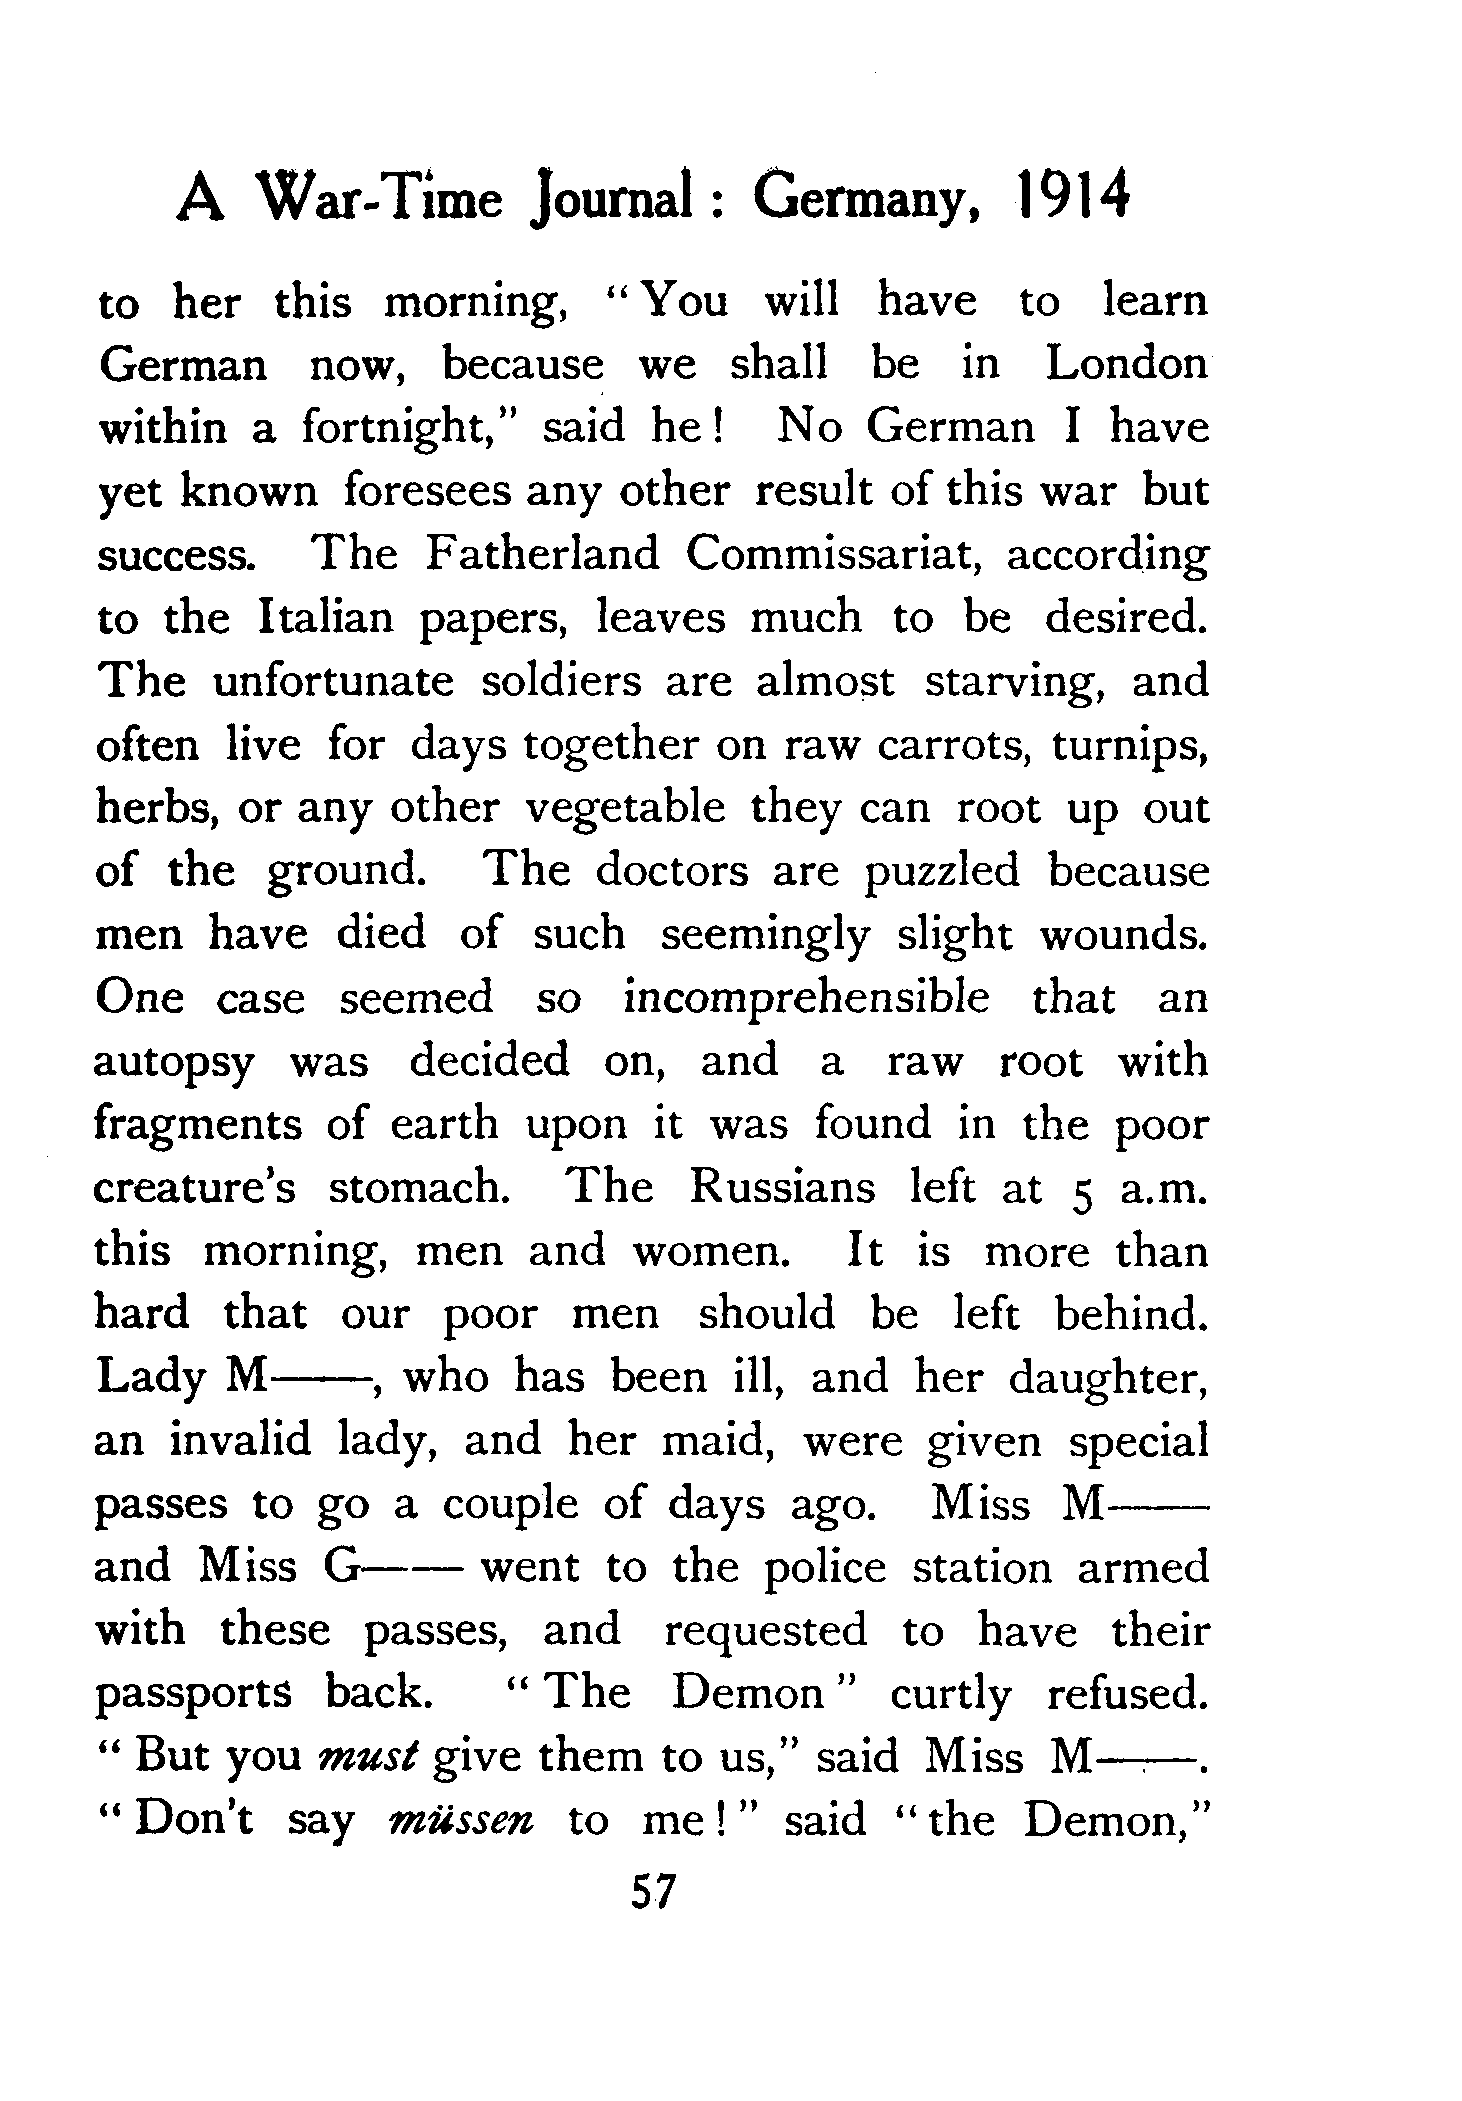 A War-Time Journal : Germany, 1914
to her this morning, “ You will have to learn
German now, because we shall be in London
within a fortnight,” said he ! No German I have
yet known foresees any other result of this war but
success. The Fatherland Commissariat, according
to the Italian papers, leaves much to be desired.
The unfortunate soldiers are almost starving, and
often live for days together on raw carrots, turnips,
herbs, or any other vegetable they can root up out
of the ground. The doctors are puzzled because
men have died of such seemingly slight wounds.
One case seemed so incomprehensible that an
autopsy was decided on, and a raw root with
fragments of earth upon it was found in the poor
creature's stomach. The Russians left at 5 a.m.
this morning, men and women. It is more than
hard that our poor men should be left behind.
Lady M——, who has been ill, and her daughter,
an invalid lady, and her maid, were given special
passes to go a couple of days ago. Miss M——
and Miss G—— went to the police station armed
with these passes, and requested to have their
passports back. “ The Demon ” curtly refused.
“ But you must give them to us,” said Miss M——.
“ Don't say müssen to me ! ” said “ the Demon,”
57